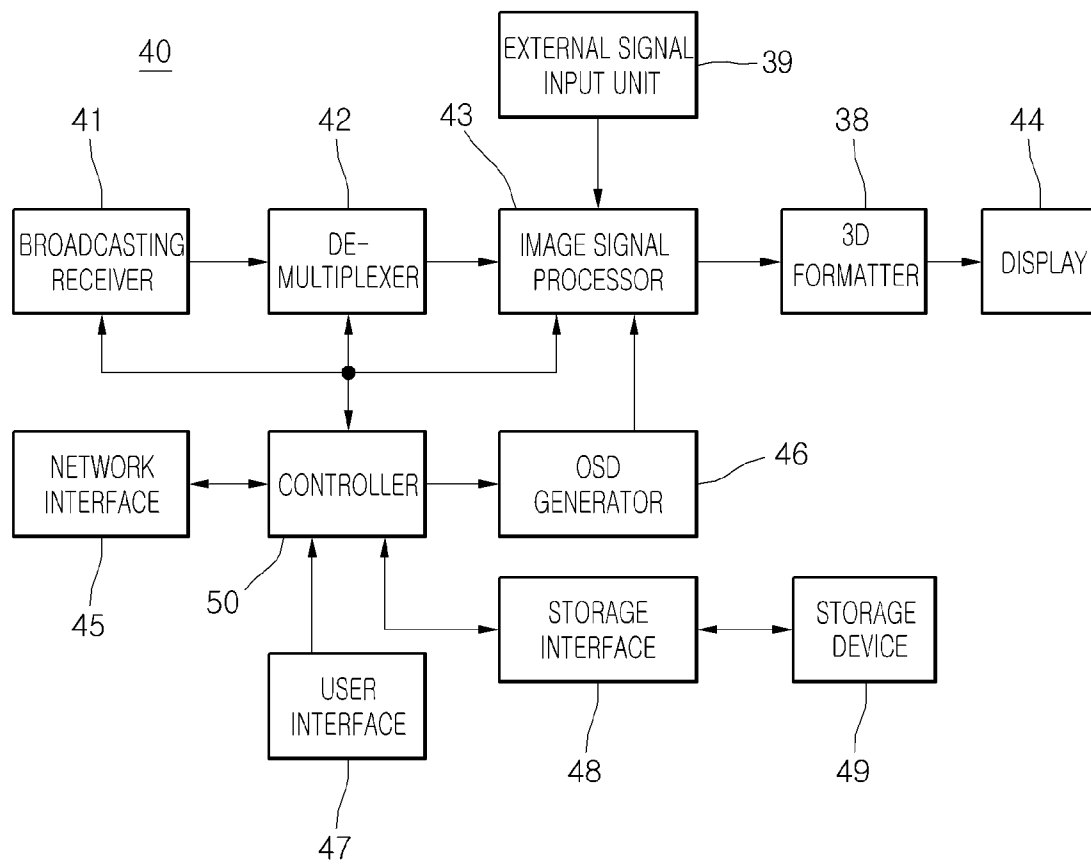 40
EXTERNAL SIGNAL
INPUT UNIT
39
41
42
43
38
44
BROADCASTING
RECEIVER
DE-
MULTIPLEXER
IMAGE SIGNAL
PROCESSOR
3D
FORMATTER
DISPLAY
NETWORK
INTERFACE
CONTROLLER
OSD
GENERATOR
46
45
50
STORAGE
INTERFACE
STORAGE
DEVICE
USER
INTERFACE
48
49
47